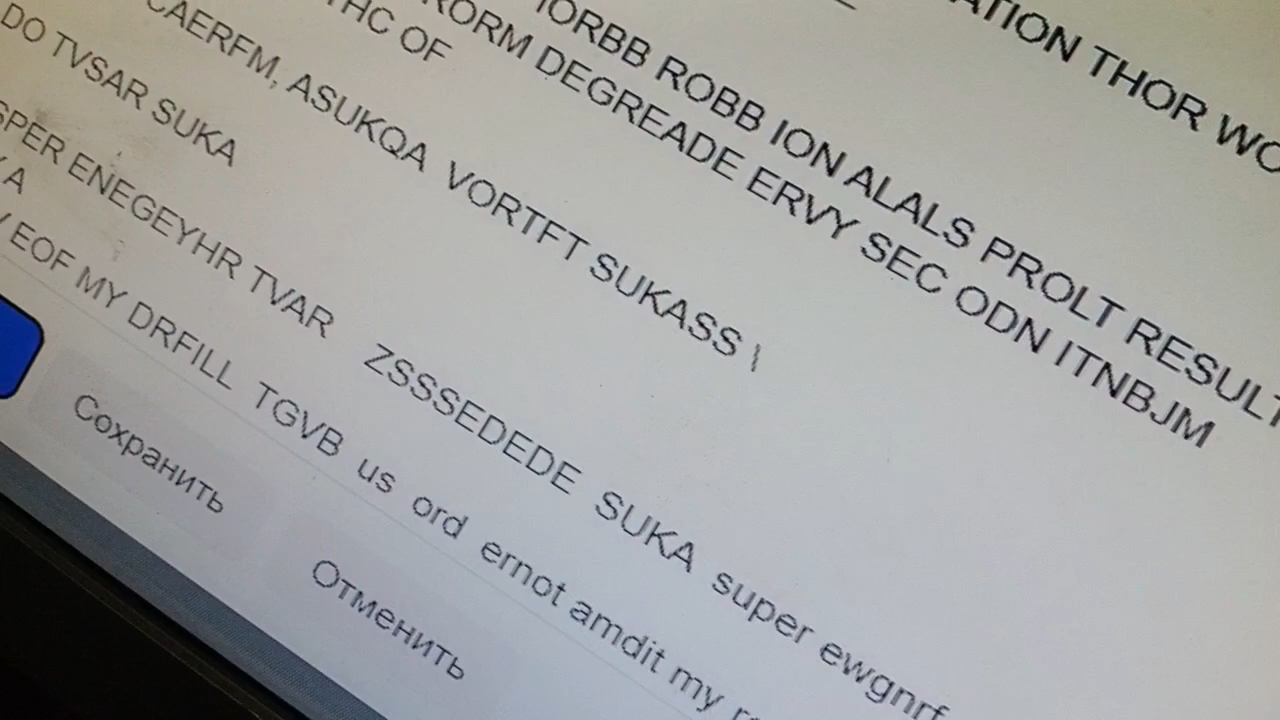 ATION THOR WO
IORBB ROBB ION ALALS PROLT RESULT
RORM DEGREADE ERVY SEC ODN ITNBJM
THC OF
CAERFM, ASUKQA VORTFT SUKASS \
DO TVSAR SUKA
SPER ENEGEYHR TVAR ZSSSEDEDE SUKA super ewgnrf
A
EOF MY DRFILL TGVB us ord ernot amdit my
Сохранить
Отменить